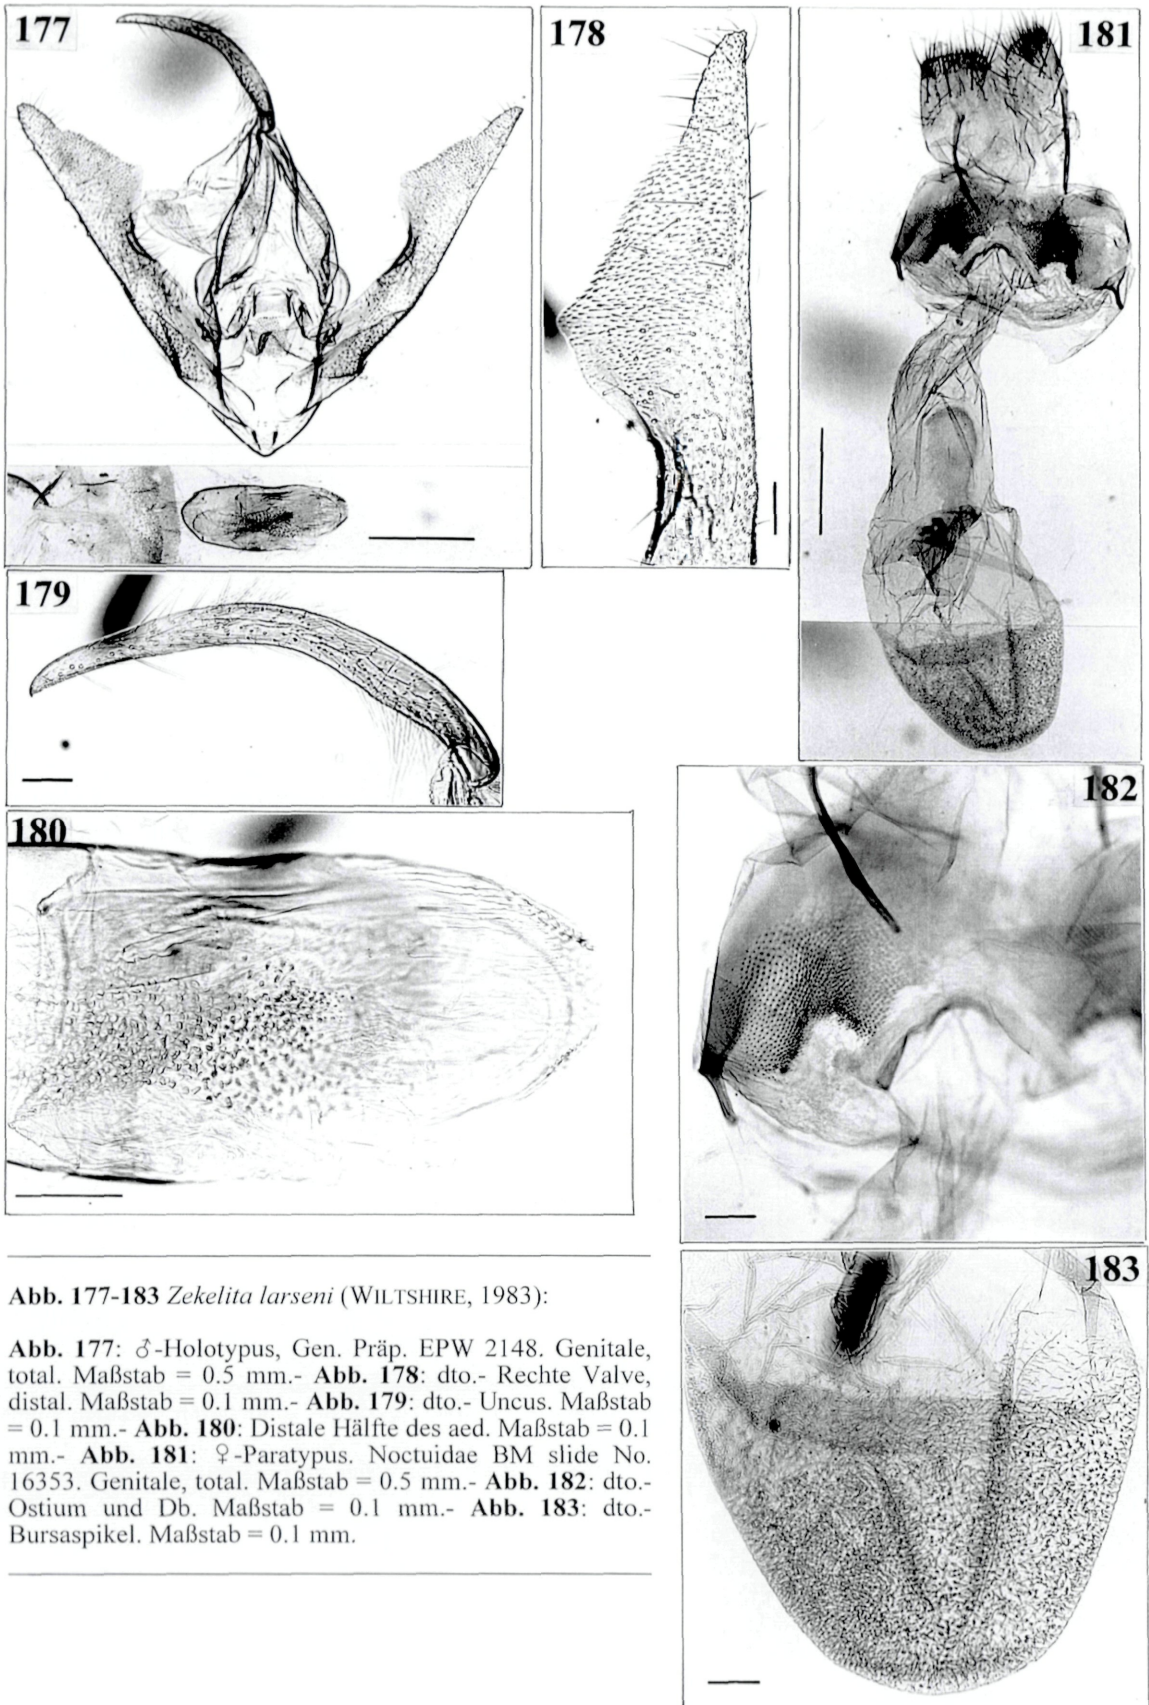 177
178
181
179
180
182
183
Abb. 177-183 Zekelita larseni (WILTSHIRE, 1983):
Abb. 177: ♂-Holotypus, Gen. Präp. EPW 2148. Genitale,
total. Maßstab = 0.5 mm.- Abb. 178: dto.- Rechte Valve,
distal. Maßstab = 0.1 mm.- Abb. 179: dto.- Uncus. Maßstab
= 0.1 mm.- Abb. 180: Distale Hälfte des aed. Maßstab = 0.1
mm.- Abb. 181: ♀-Paratypus. Noctuidae BM slide No.
16353. Genitale, total. Maßstab = 0.5 mm.- Abb. 182: dto.-
Ostium und Db. Maßstab = 0.1 mm.- Abb. 183: dto.-
Bursaspikel. Maßstab = 0.1 mm.